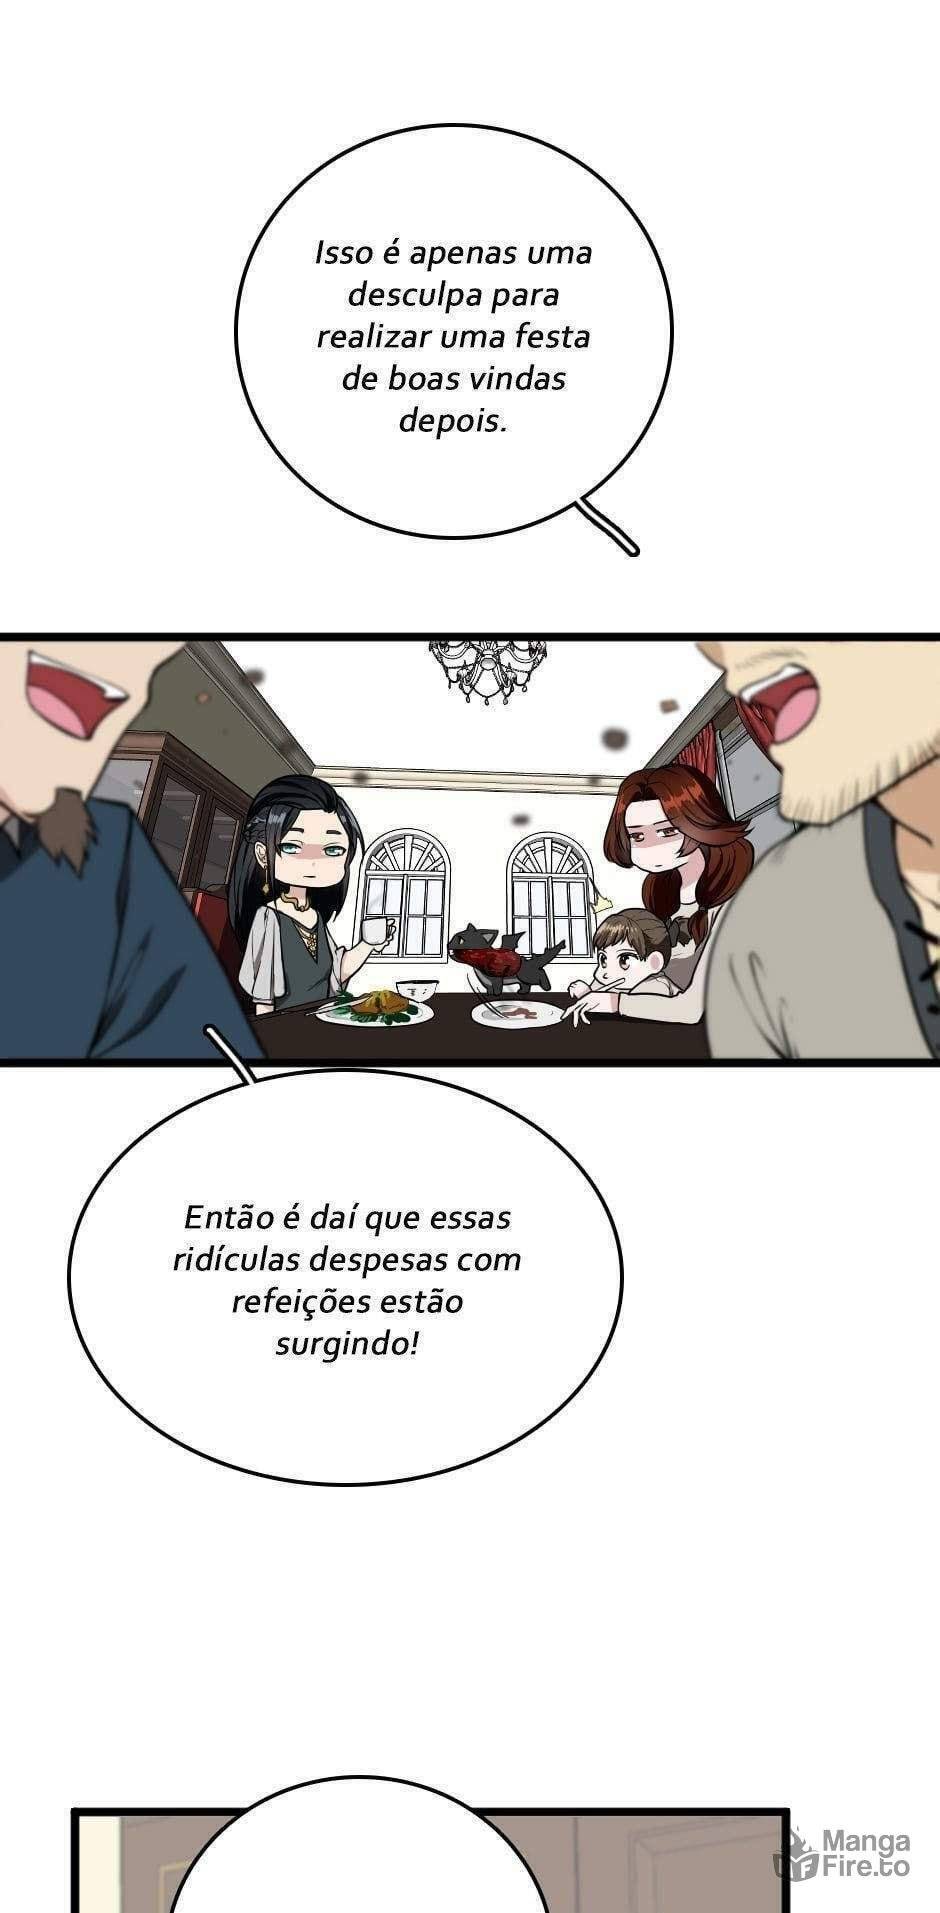 Isso é apenas uma
desculpa para
realizar uma festa
de boas vindas
depois.
Então é daí que essas
ridículas despesas com
refeições estão
surgindo!
Manga
Fire.to